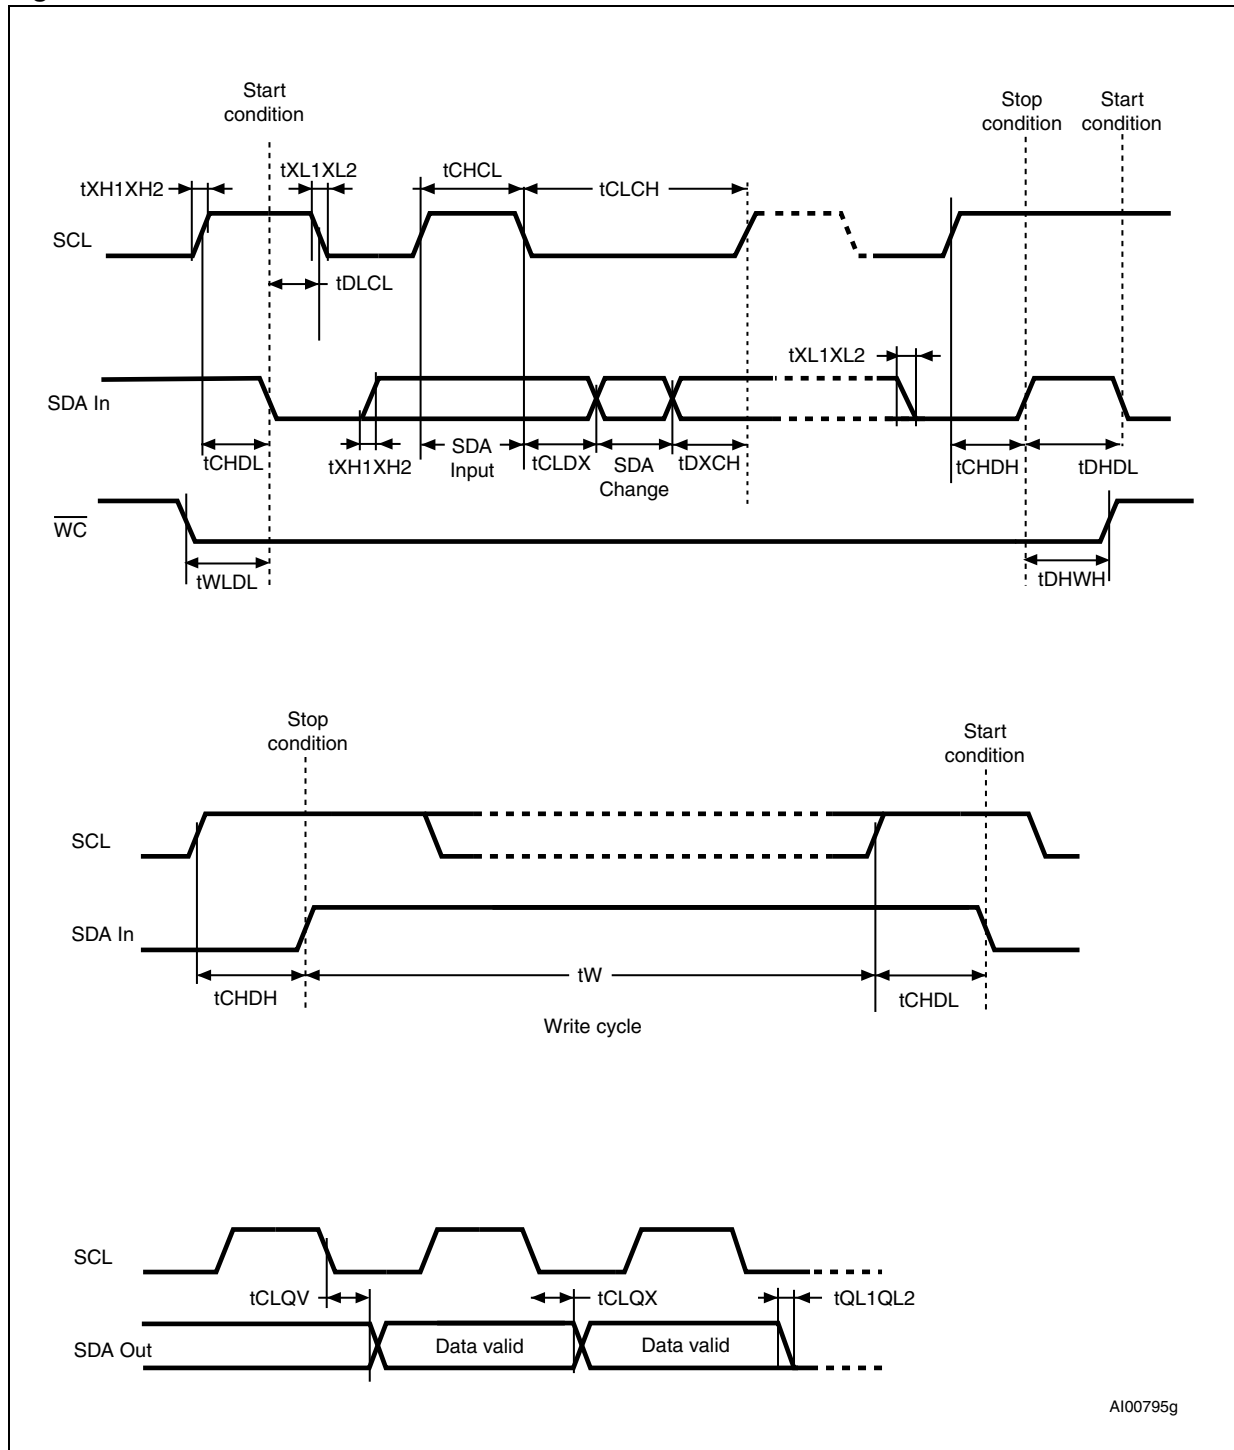 Start
condition
Stop
condition
Start
condition
tXH1XH2
tXL1XL2
tCHCL
tCLCH
SCL
tDLCL
tXL1XL2
SDA In
tCHDL
tXH1XH2
SDA
Input
tCLDX
SDA
Change
tDXCH
tCHDH
tDHDL
WC
tWLDL
tDHWH
Stop
condition
Start
condition
SCL
SDA In
tCHDH
tW
tCHDL
Write cycle
SCL
tCLQV
tCLQX
tQL1QL2
SDA Out
Data valid
Data valid
AI00795g